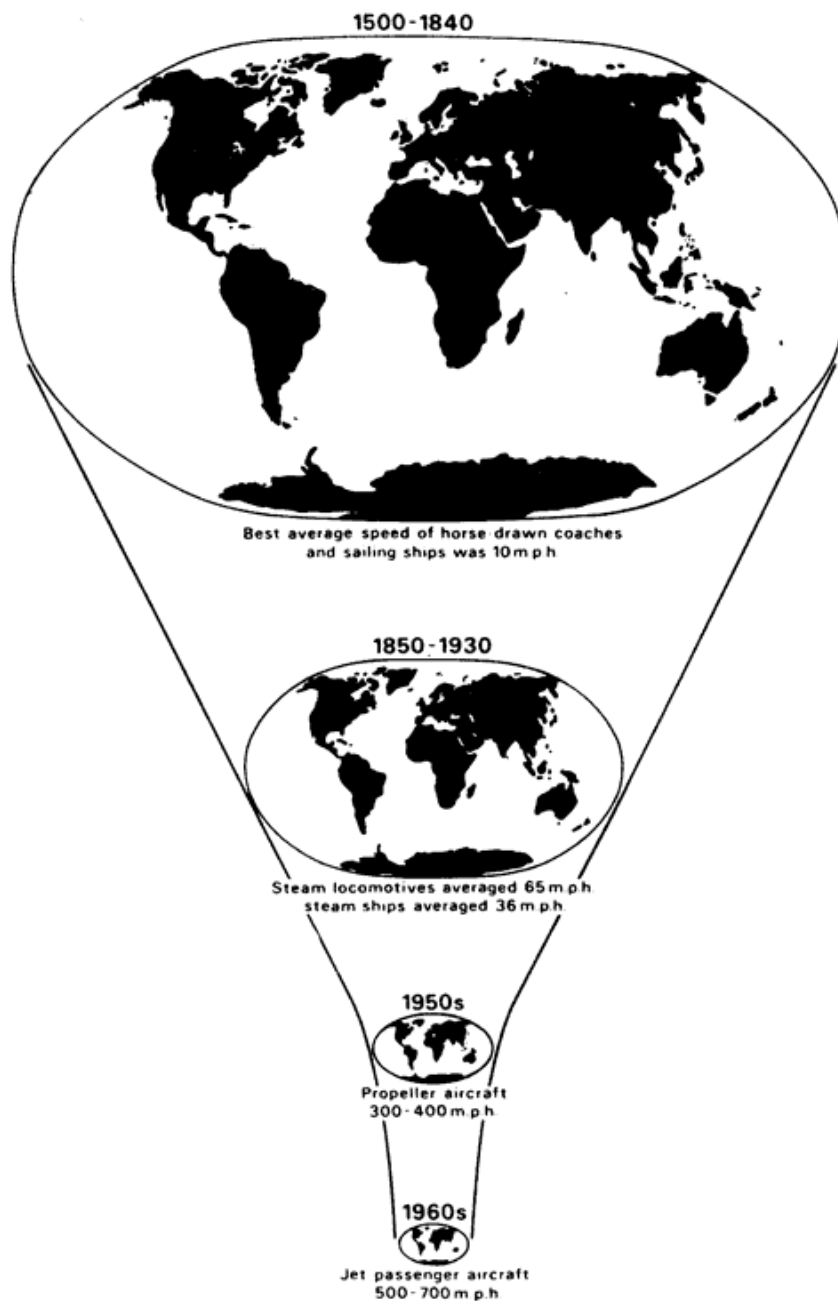 1500-1840
Best average speed of horse drawn coaches
and sailing ships was 10 m.p.h
1850-1930
Steam locomotives averaged 65 m.p.h.
steam ships averaged 36 m.p.h.
1950s
Propeller aircraft
300-400 m.p.h.
1960s
Jet passenger aircraft
500-700 m.p.h